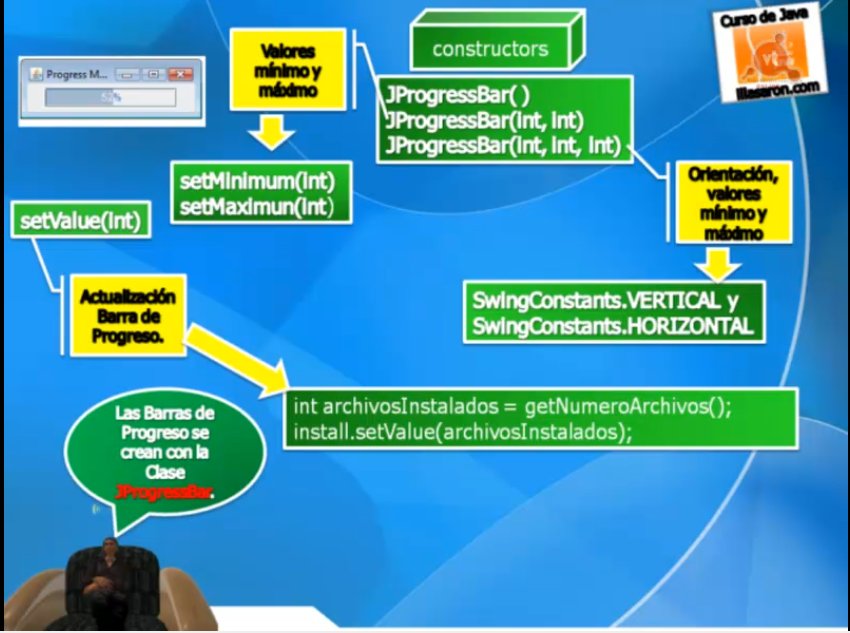 Progress M...
52%
Valores
mínimo y
máximo
constructors
Curso de Java
JProgressBar( )
JProgressBar(int, int)
JProgressBar(int, int, int)
setMinimum(int)
setMaximun(int)
setValue(int)
Orientación,
valores
mínimo y
máximo
SwingConstants.VERTICAL y
SwingConstants.HORIZONTAL
Actualización
Barra de
Progreso.
int archivosInstalados = getNumeroArchivos();
install.setValue(archivosInstalados);
Las Barras de
Progreso se
crean con la
Clase
JProgressBar.